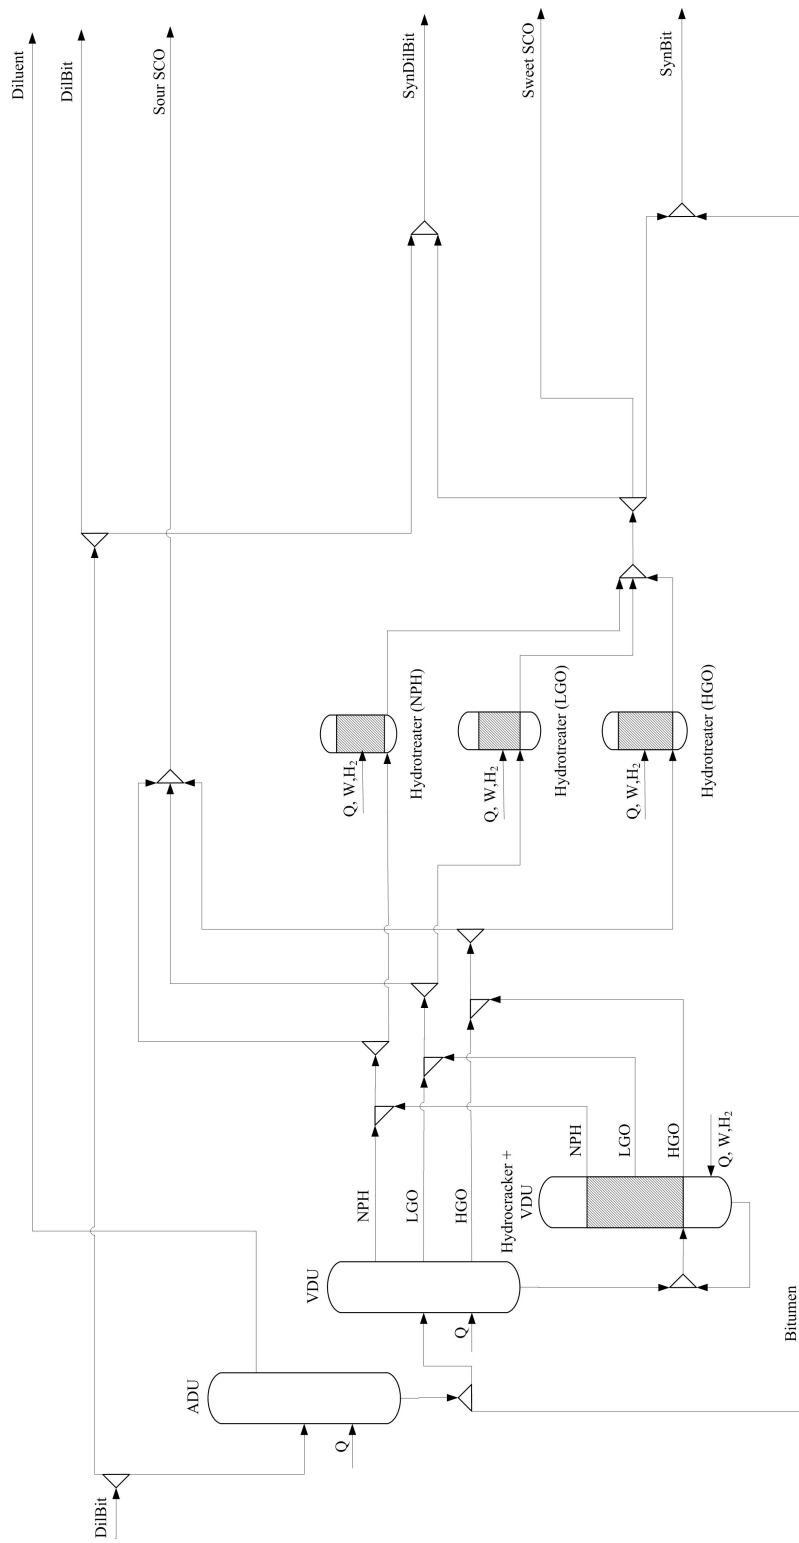 Diluent
DilBit
Sour SCO
SynDilBit
Sweet SCO
SynBit
Hydrotreater (NPH)
Q, W,H₂
Hydrotreater (LGO)
Q, W,H₂
Hydrotreater (HGO)
Q, W,H₂
NPH
LGO
HGO
VDU
Q
Hydrocracker +
VDU
NPH
LGO
HGO
Q, W,H₂
ADU
Q
DilBit
Bitumen